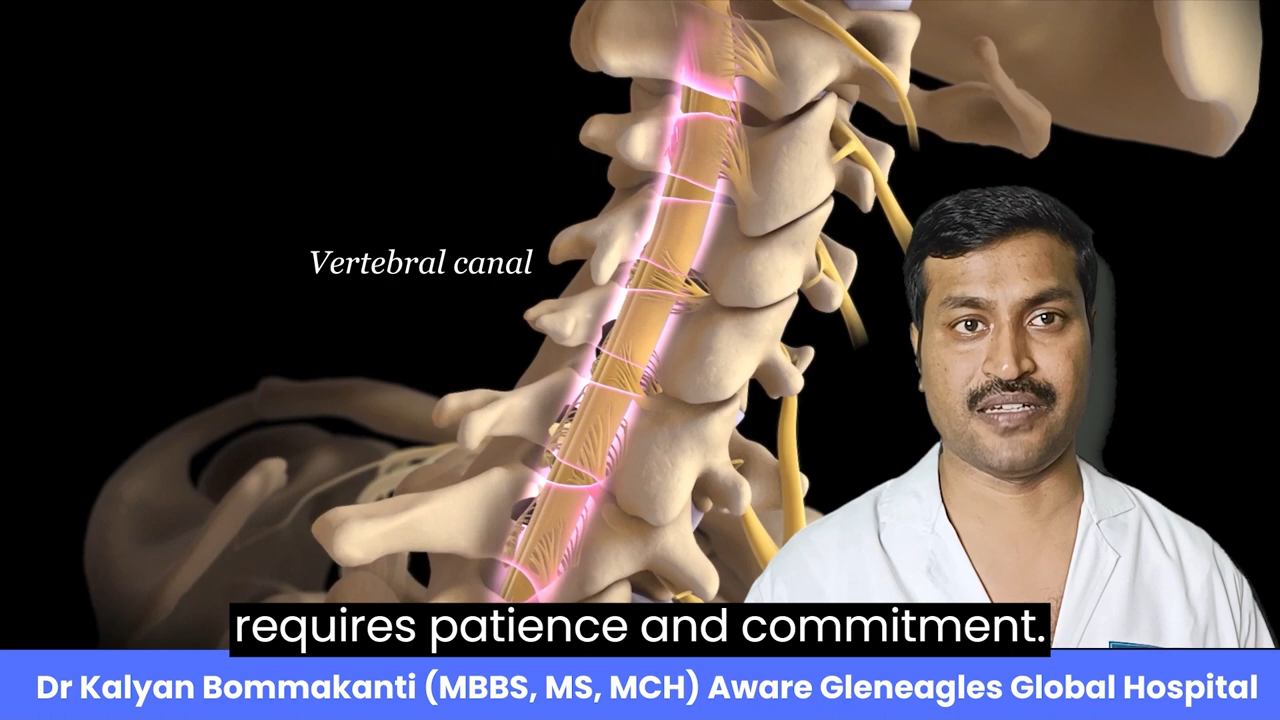 Vertebral canal
requires patience and commitment.
Dr Kalyan Bommakanti (MBBS, MS, MCH) Aware Gleneagles Global Hospital